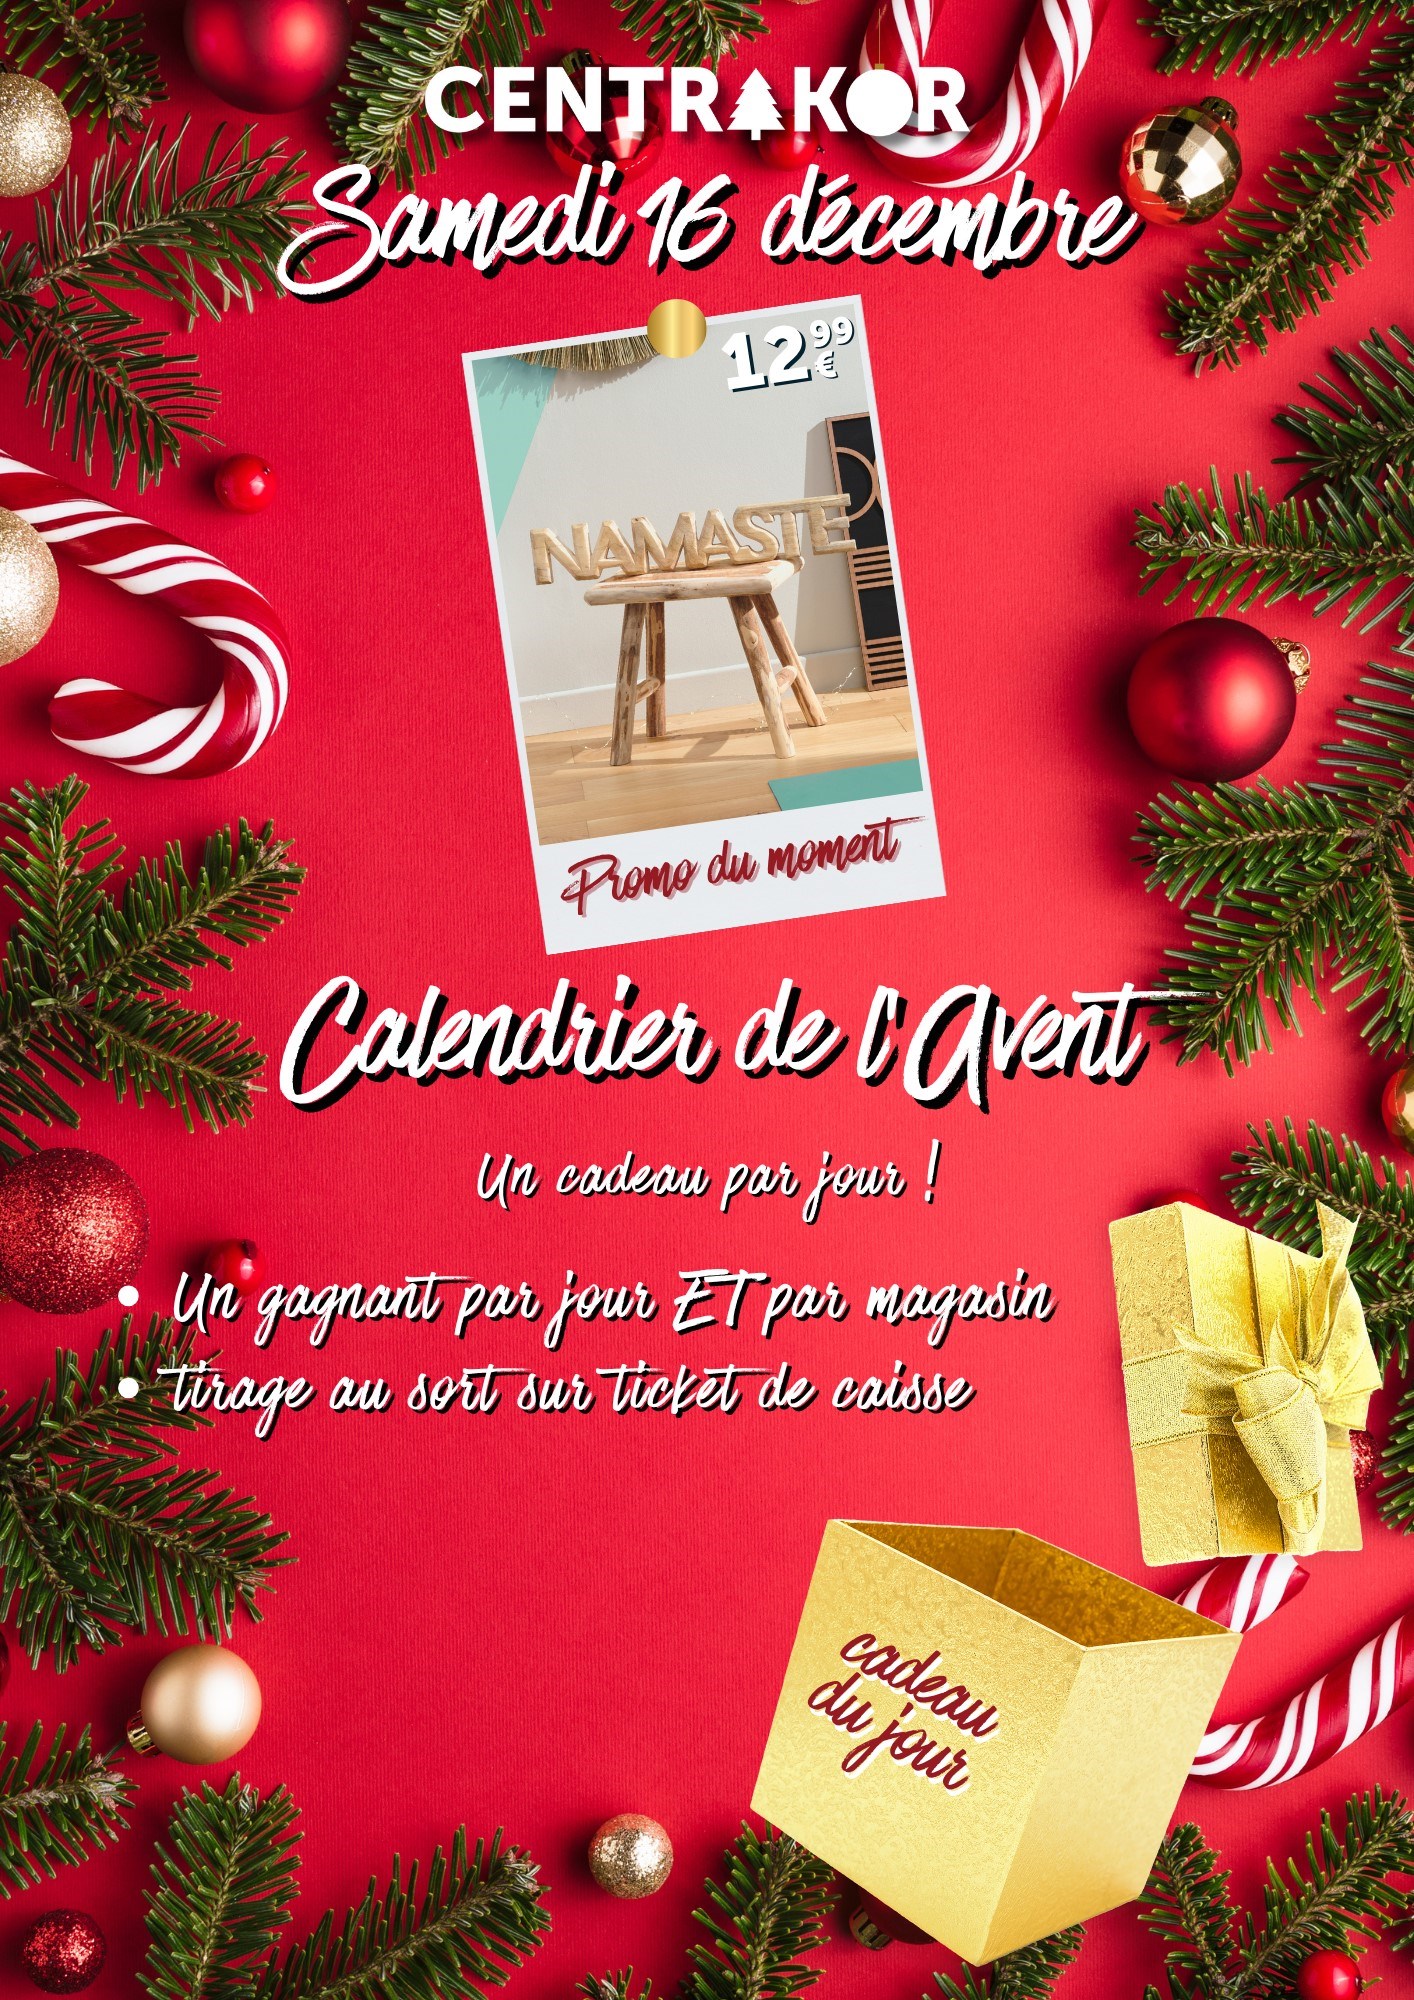 CENTRAKOR
Samedi 16 décembre
12€99
NAMASTE
Promo du moment
Calendrier de l'Avent
Un cadeau par jour !
• Un gagnant par jour ET par magasin
• tirage au sort sur ticket de caisse
cadeau
du jour